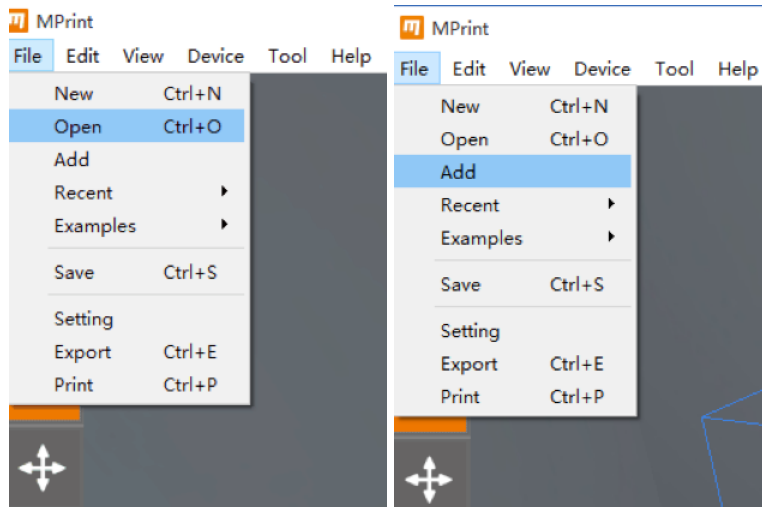 MPrint
File Edit View Device Tool Help
New Ctrl+N
Open Ctrl+O
Add
Recent
Examples
Save Ctrl+S
Setting
Export Ctrl+E
Print Ctrl+P
MPrint
File Edit View Device Tool Help
New Ctrl+N
Open Ctrl+O
Add
Recent
Examples
Save Ctrl+S
Setting
Export Ctrl+E
Print Ctrl+P